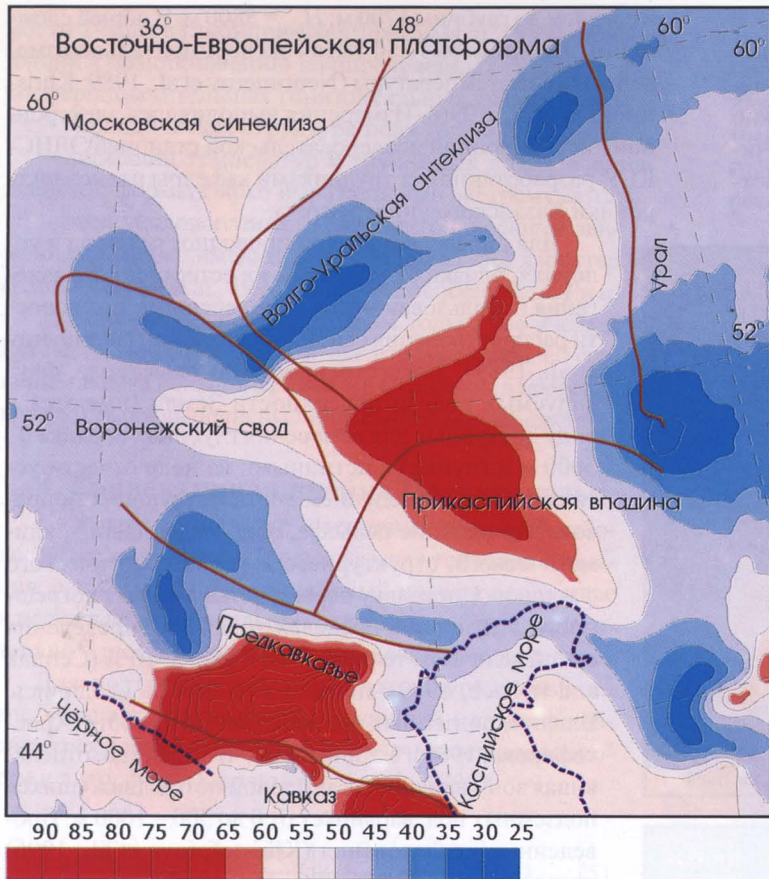 36° 48° 60°
Восточно-Европейская платформа
60°
60°
Московская синеклиза
Волго-Уральская антеклиза
Урал
52°
52°
Воронежский свод
Прикаспийская впадина
Предкавказье
Чёрное море
Каспийское море
44°
Кавказ
90 85 80 75 70 65 60 55 50 45 40 35 30 25